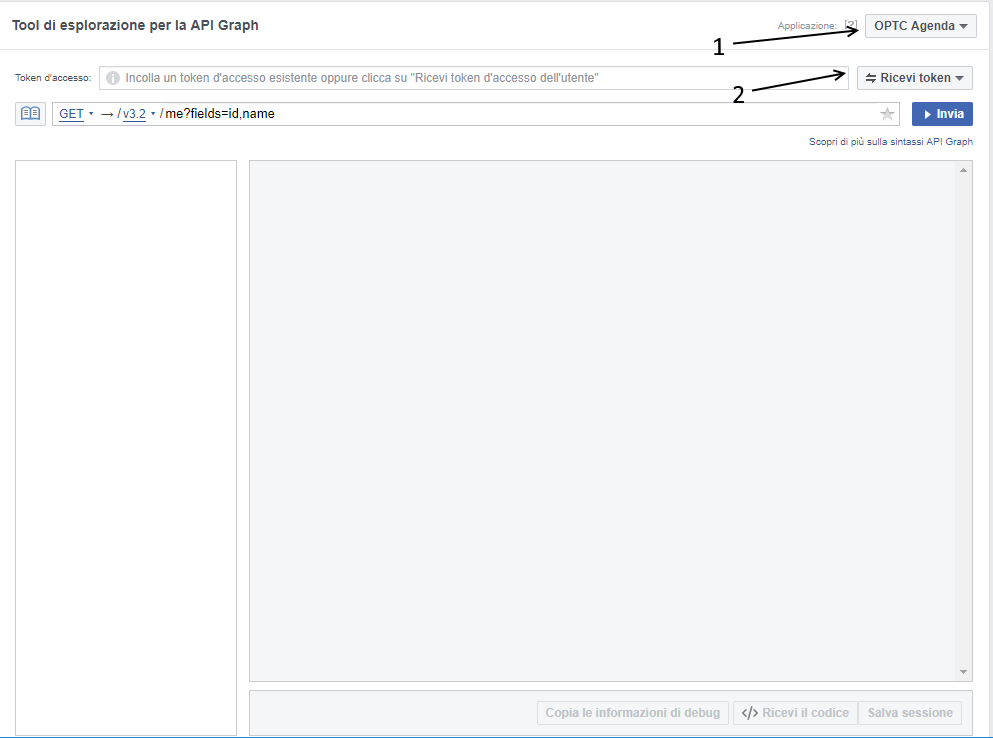 Tool di esplorazione per la API Graph
Applicazione: [?] OPTC Agenda
1
Token d'accesso: Incolla un token d'accesso esistente oppure clicca su "Ricevi token d'accesso dell'utente" Ricevi token
2
GET → / v3.2 / me?fields=id,name Invia
Scopri di più sulla sintassi API Graph
Copia le informazioni di debug </> Ricevi il codice Salva sessione